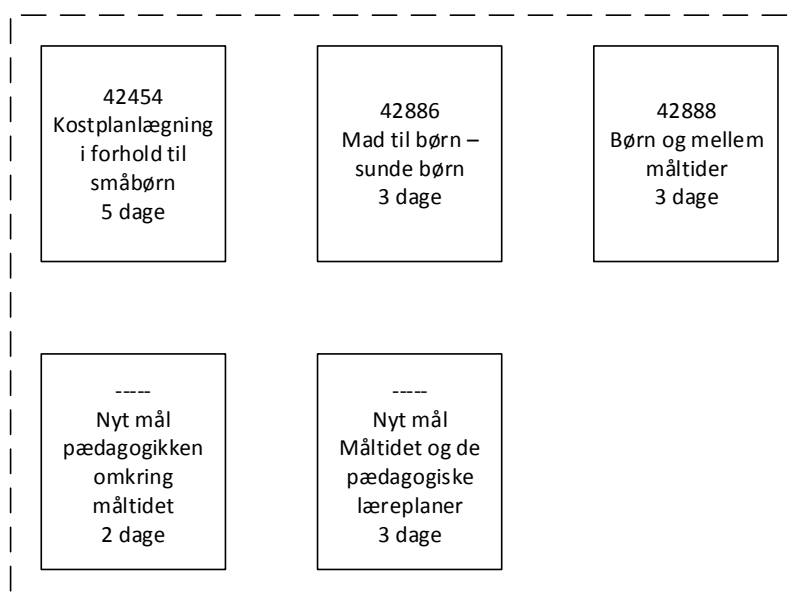 42454
Kostplanlægning
i forhold til
småbørn
5 dage
42886
Mad til børn –
sunde børn
3 dage
42888
Børn og mellem
måltider
3 dage
-----
Nyt mål
pædagogikken
omkring
måltidet
2 dage
-----
Nyt mål
Måltidet og de
pædagogiske
læreplaner
3 dage